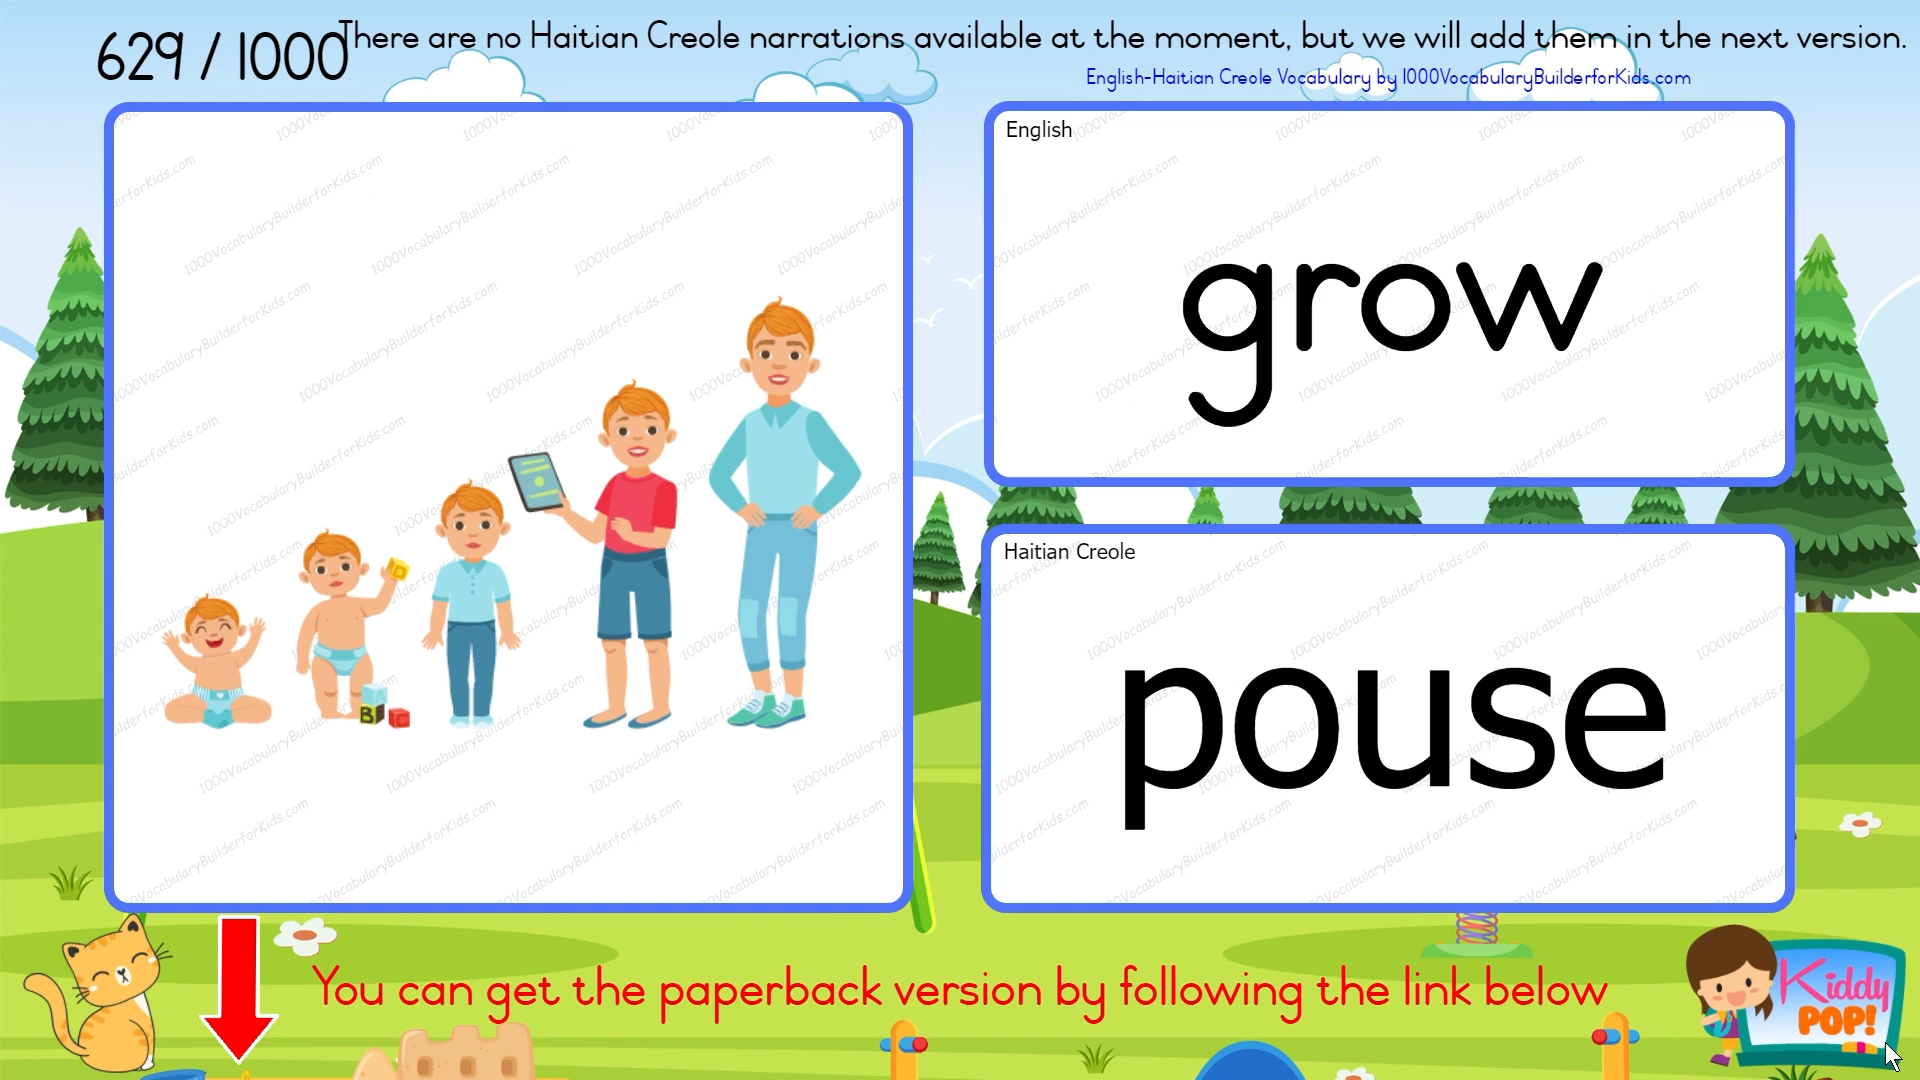 629 / 1000
There are no Haitian Creole narrations available at the moment, but we will add them in the next version.
English-Haitian Creole Vocabulary by 1000VocabularyBuilderforKids.com
English
grow
Haitian Creole
pouse
D
A
B
C
1000VocabularyBuilderforKids.com
You can get the paperback version by following the link below
Kiddy
POP!